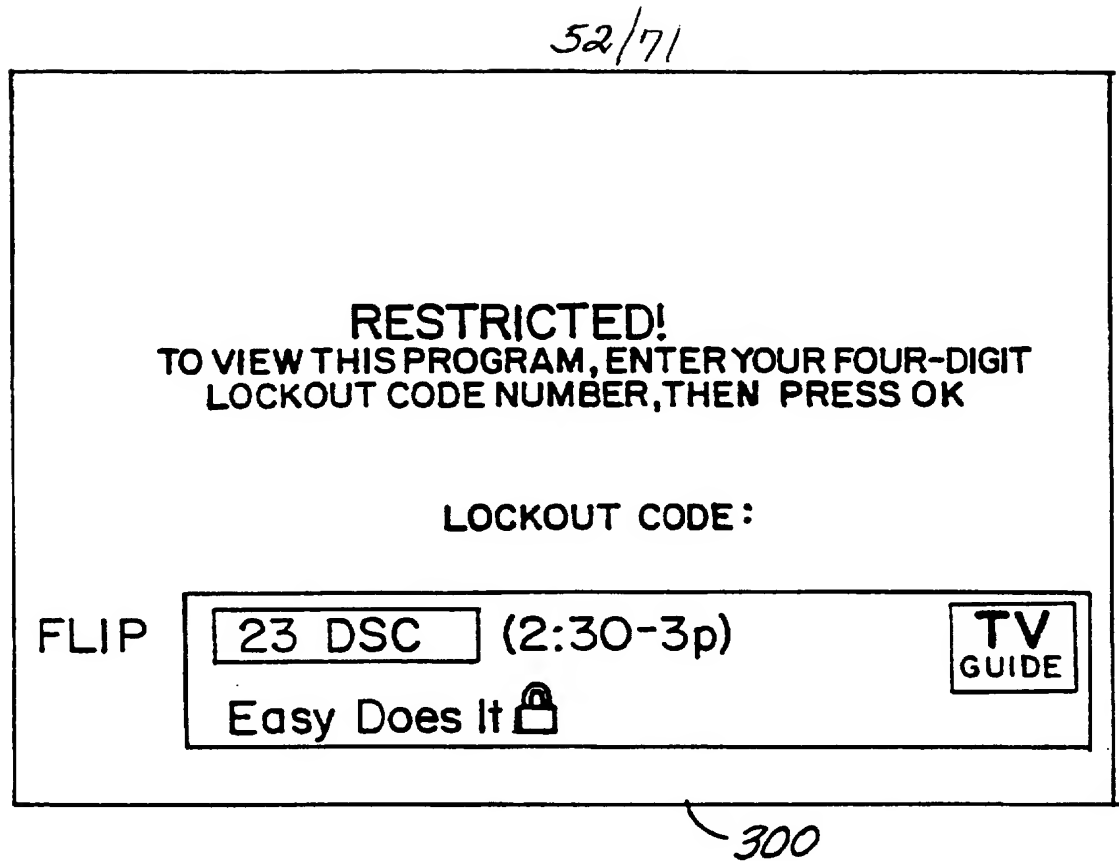 52/71
RESTRICTED!
TO VIEW THIS PROGRAM, ENTER YOUR FOUR-DIGIT
LOCKOUT CODE NUMBER, THEN PRESS OK
LOCKOUT CODE:
FLIP
23 DSC (2:30-3p)
TV
GUIDE
Easy Does It
300